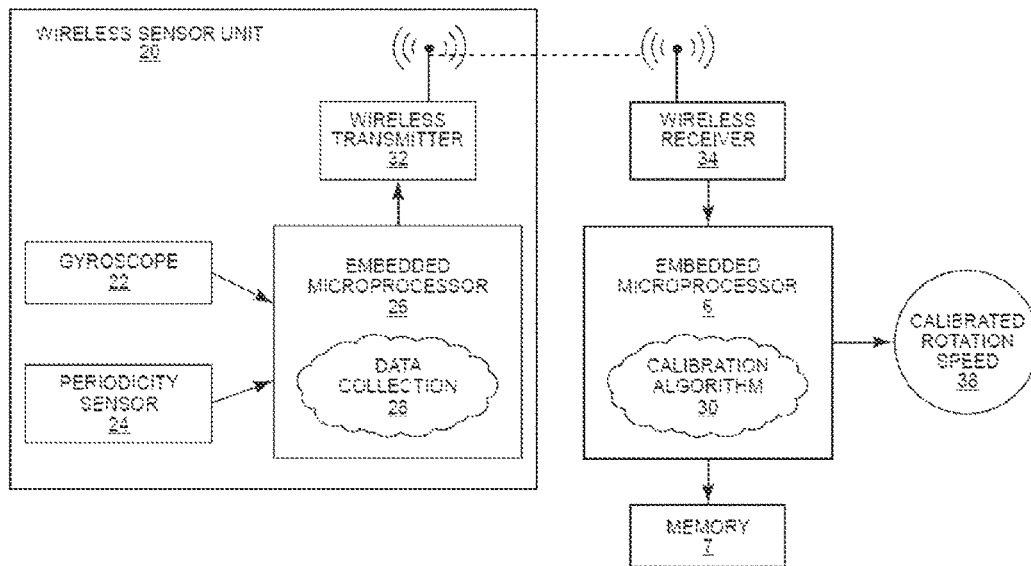 WIRELESS SENSOR UNIT
20
WIRELESS
TRANSMITTER
32
WIRELESS
RECEIVER
34
GYROSCOPE
22
PERIODICITY
SENSOR
24
EMBEDDED
MICROPROCESSOR
26
DATA
COLLECTION
28
EMBEDDED
MICROPROCESSOR
6
CALIBRATION
ALGORITHM
30
CALIBRATED
ROTATION
SPEED
38
MEMORY
7